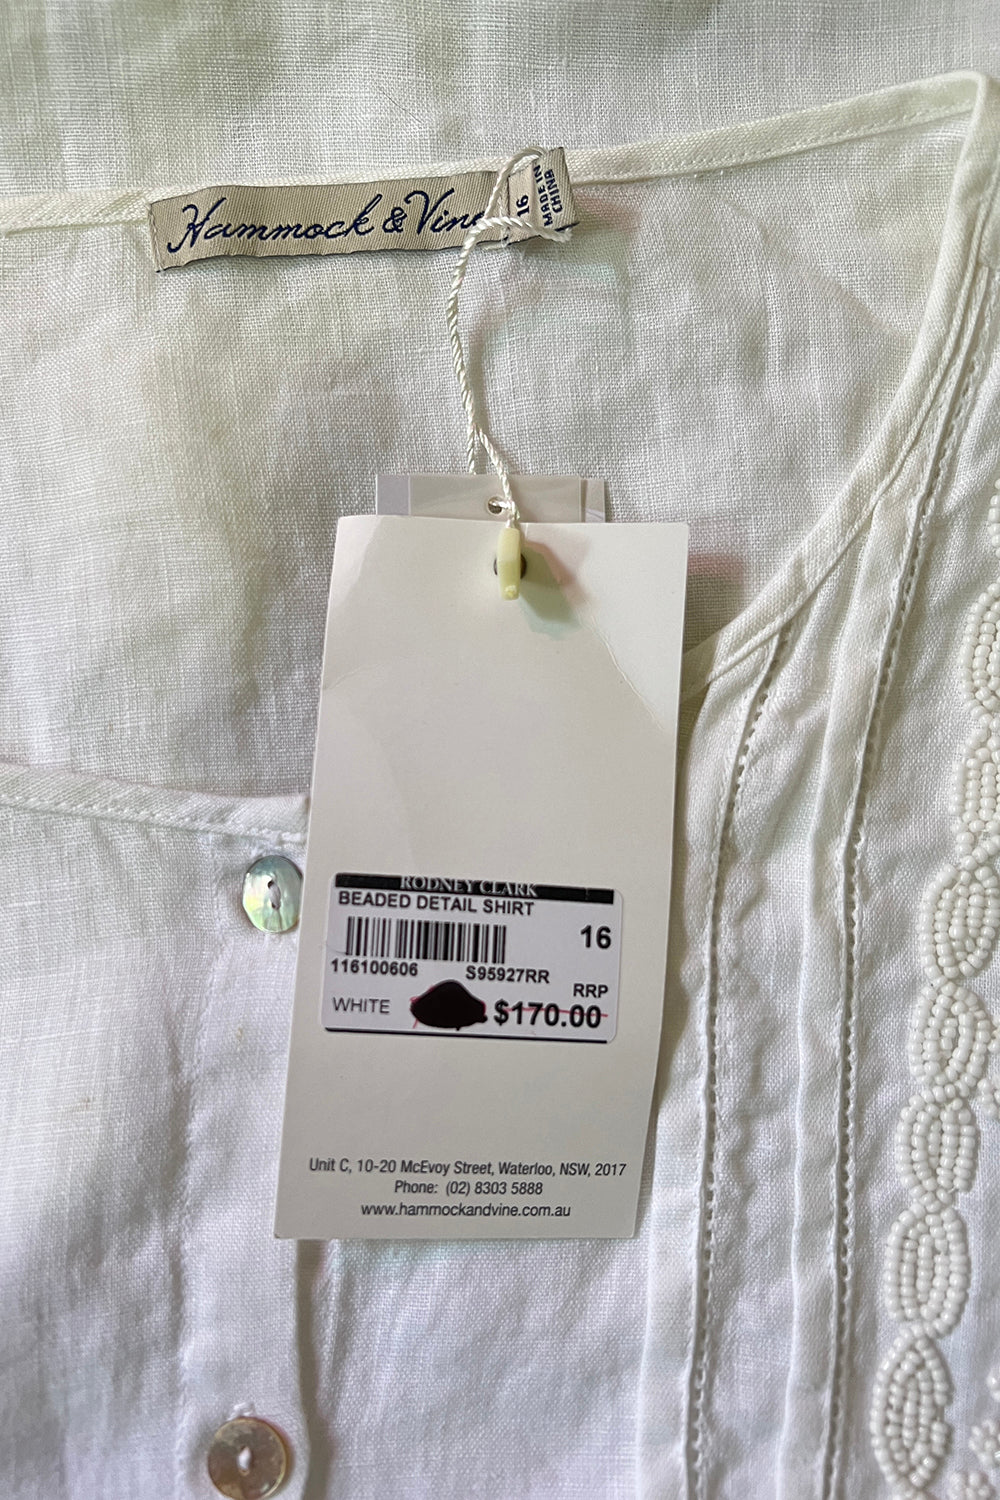 Hammock & Vine
16
MADE IN
CHINA
RODNEY CLARK
BEADED DETAIL SHIRT
16
116100606 S95927RR
RRP
WHITE $170.00
Unit C, 10-20 McEvoy Street, Waterloo, NSW, 2017
Phone: (02) 8303 5888
www.hammockandvine.com.au